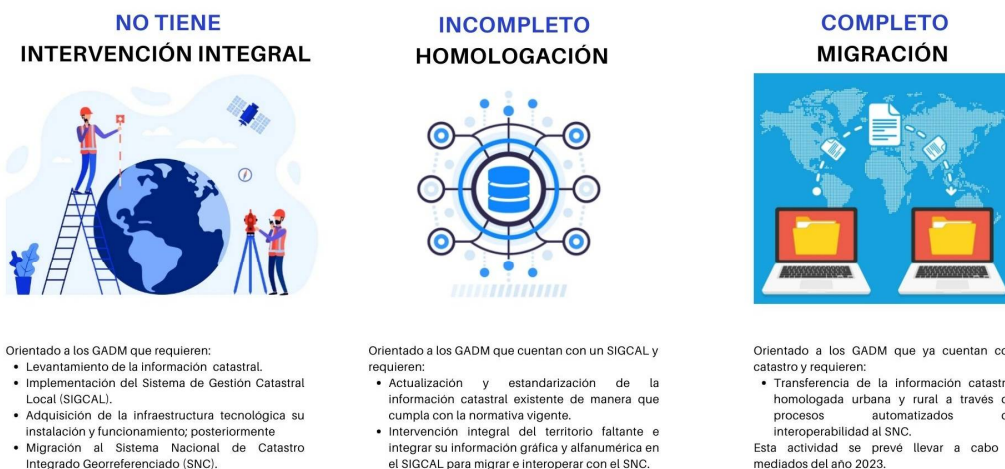 NO TIENE
INTERVENCIÓN INTEGRAL
Orientado a los GADM que requieren:
• Levantamiento de la información catastral.
• Implementación del Sistema de Gestión Catastral
Local (SIGCAL).
• Adquisición de la infraestructura tecnológica su
instalación y funcionamiento; posteriormente
• Migración al Sistema Nacional de Catastro
Integrado Georreferenciado (SNC).
INCOMPLETO
HOMOLOGACIÓN
Orientado a los GADM que cuentan con un SIGCAL y
requieren:
• Actualización y estandarización de la
información catastral existente de manera que
cumpla con la normativa vigente.
• Intervención integral del territorio faltante e
integrar su información gráfica y alfanumérica en
el SIGCAL para migrar e interoperar con el SNC.
COMPLETO
MIGRACIÓN
Orientado a los GADM que ya cuentan
catastro y requieren:
• Transferencia de la información
homologada urbana y rural a través
procesos automatizados
interoperabilidad al SNC.
Esta actividad se prevé llevar a cabo
mediados del año 2023.